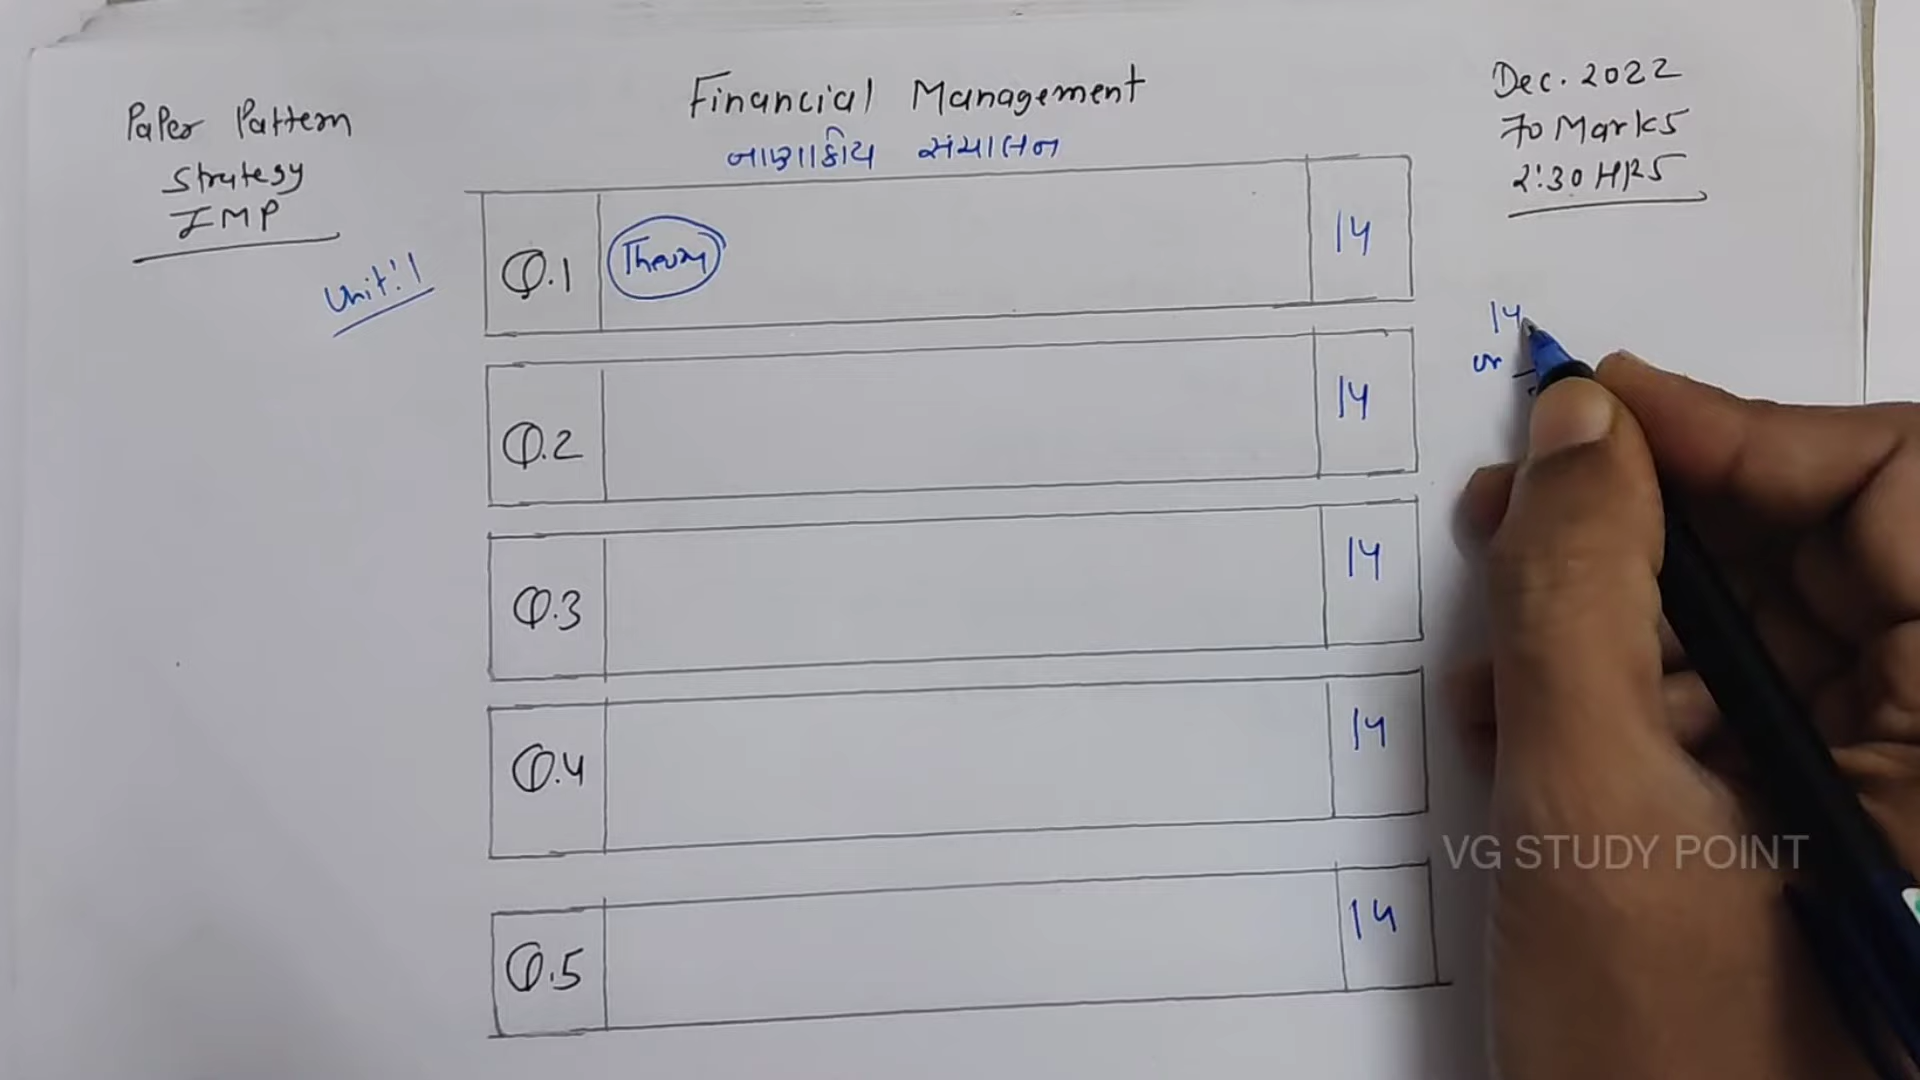 Paper Pattern
Strategy
IMP
Financial Management
નાણાકીય સંચાલન
Dec. 2022
70 Marks
2:30 HRS
Unit:1
Q.1 Theory 14
14
or
Q.2 14
Q.3 14
Q.4 14
Q.5 14
VG STUDY POINT